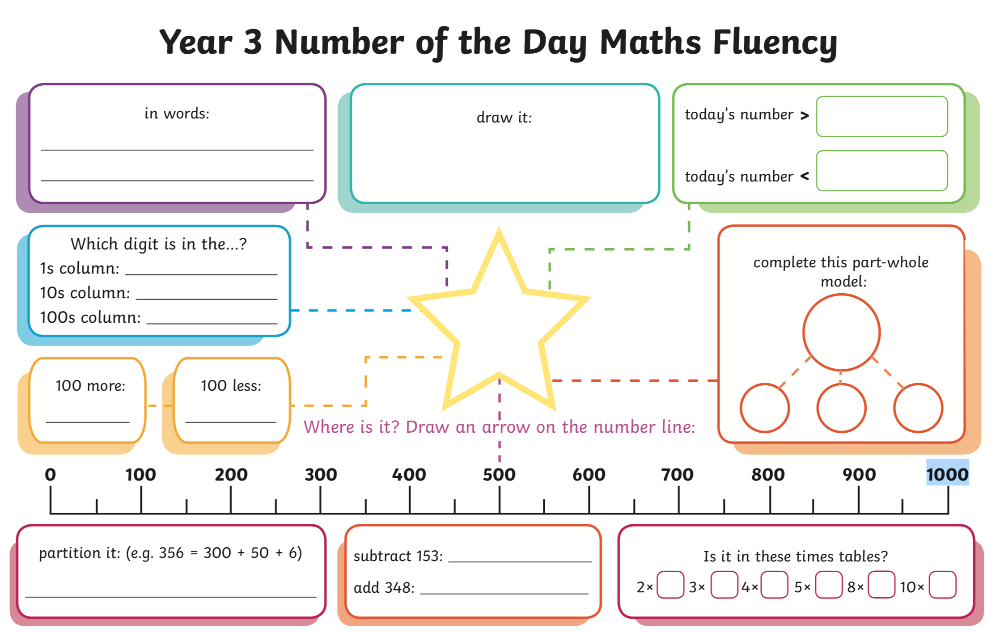 Year 3 Number of the Day Maths Fluency
in words:
draw it:
today's number >
today's number <
Which digit is in the...?
1s column:
10s column:
100s column:
complete this part-whole
model:
100 more:
100 less:
Where is it? Draw an arrow on the number line:
0 100 200 300 400 500 600 700 800 900 1000
partition it: (e.g. 356 = 300 + 50 + 6)
subtract 153:
add 348:
Is it in these times tables?
2× 3× 4× 5× 8× 10×